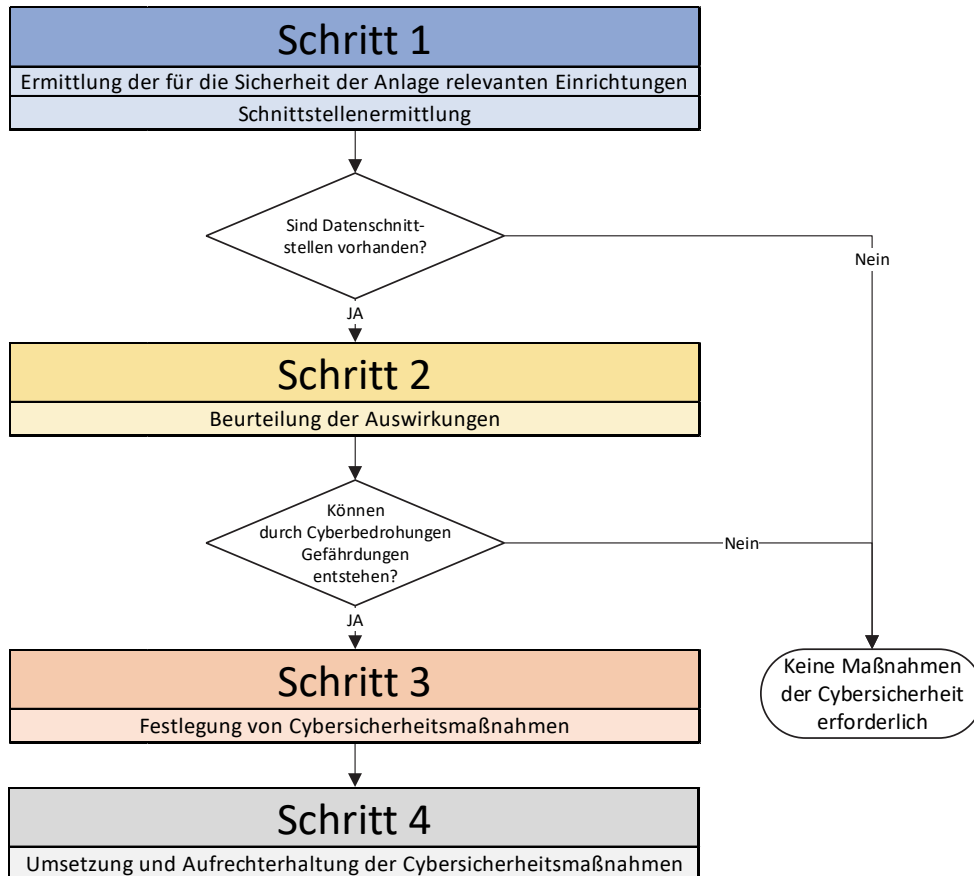 Schritt 1
Ermittlung der für die Sicherheit der Anlage relevanten Einrichtungen
Schnittstellenermittlung
Sind Datenschnitt-
stellen vorhanden?
Nein
JA
Schritt 2
Beurteilung der Auswirkungen
Können
durch Cyberbedrohungen
Gefährdungen
entstehen?
Nein
JA
Schritt 3
Festlegung von Cybersicherheitsmaßnahmen
Keine Maßnahmen
der Cybersicherheit
erforderlich
Schritt 4
Umsetzung und Aufrechterhaltung der Cybersicherheitsmaßnahmen